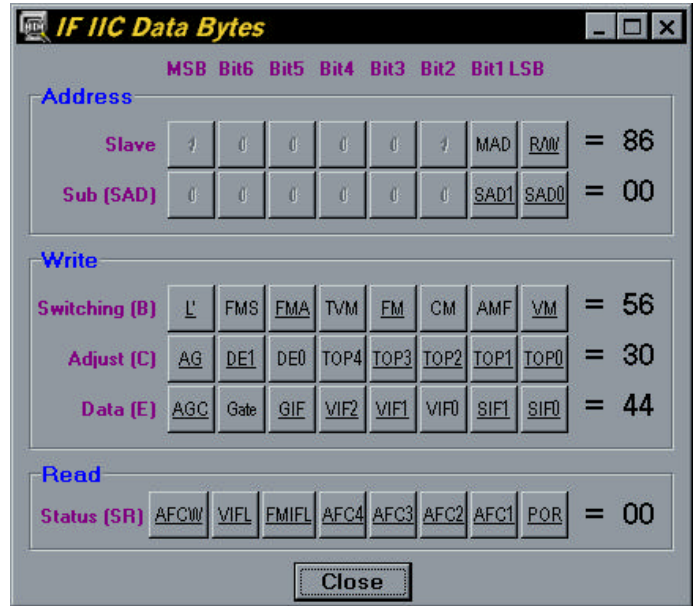 IF IIC Data Bytes
MSB Bit6 Bit5 Bit4 Bit3 Bit2 Bit1 LSB
Address
Slave 1 0 0 0 0 1 MAD R/W = 86
Sub (SAD) 0 0 0 0 0 0 SAD1 SAD0 = 00
Write
Switching (B) L' FMS FMA TVM FM CM AMF VM = 56
Adjust (C) AG DE1 DE0 TOP4 TOP3 TOP2 TOP1 TOP0 = 30
Data (E) AGC Gate GIF VIF2 VIF1 VIF0 SIF1 SIF0 = 44
Read
Status (SR) AFCW VIFL FMIFL AFC4 AFC3 AFC2 AFC1 POR = 00
Close